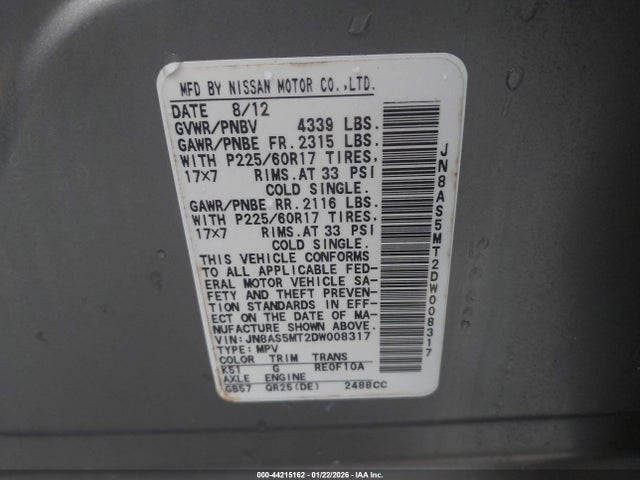 MFD BY NISSAN MOTOR CO.,LTD.
DATE 8/12
GVWR/PNBV 4339 LBS.
GAWR/PNBE FR. 2315 LBS.
WITH P225/60R17 TIRES,
17x7 RIMS. AT 33 PSI
COLD SINGLE.
GAWR/PNBE RR. 2116 LBS.
WITH P225/60R17 TIRES,
17x7 RIMS. AT 33 PSI
COLD SINGLE.
THIS VEHICLE CONFORMS
TO ALL APPLICABLE FED-
ERAL MOTOR VEHICLE SA-
FETY AND THEFT PREVEN-
TION STANDARDS IN EFF-
ECT ON THE DATE OF MA-
NUFACTURE SHOWN ABOVE.
VIN: JN8AS5MT2DW008317
TYPE: MPV
COLOR TRIM TRANS
K51 G RE0F10A
AXLE ENGINE
GB57 QR25(DE) 2488CC
JN8AS5MT2DW008317
000-44215162 - 01/22/2026 - IAA Inc.